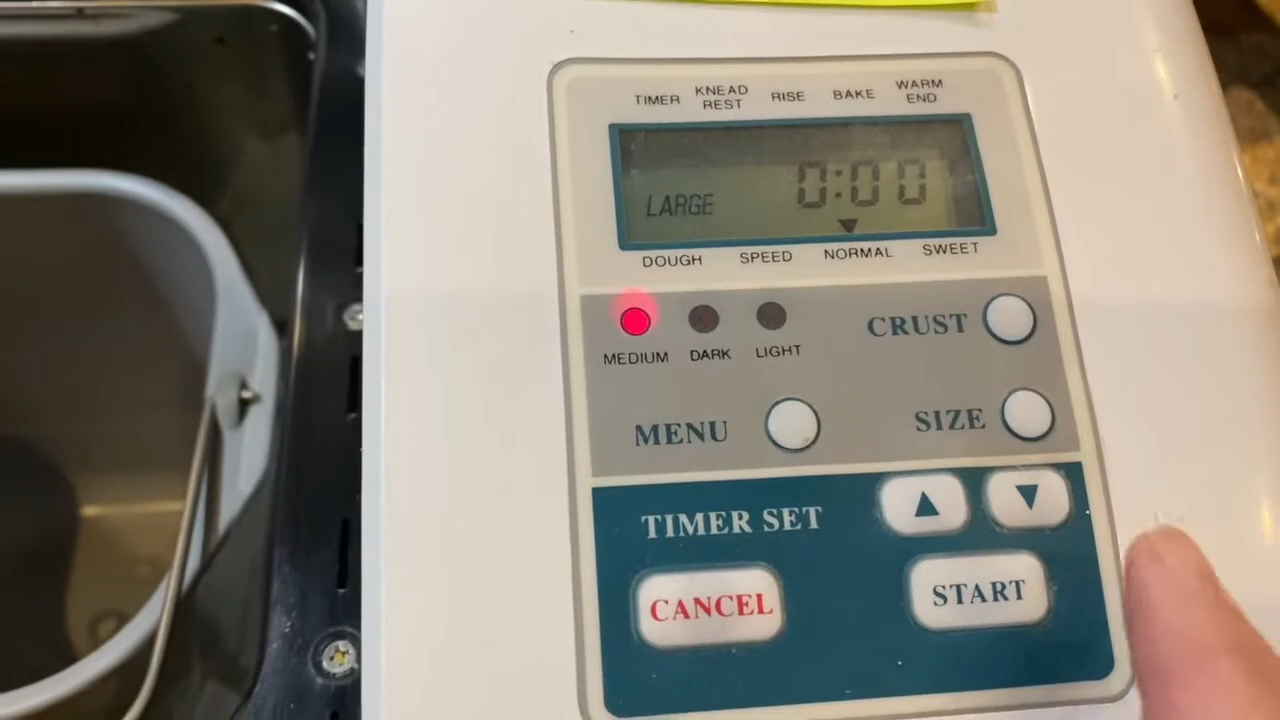 TIMER KNEAD REST RISE BAKE WARM END
LARGE 0:00
DOUGH SPEED NORMAL SWEET
MEDIUM DARK LIGHT CRUST
MENU SIZE
TIMER SET
CANCEL START